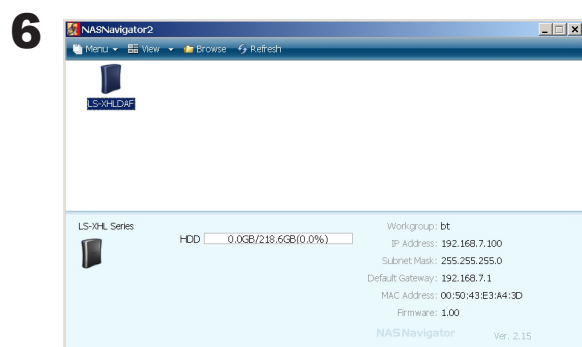 6
NASNavigator2
Menu View Browse Refresh
LS-XHLDAF
LS-XHL Series
HDD 0.0GB/218.6GB(0.0%)
Workgroup: bt
IP Address: 192.168.7.100
Subnet Mask: 255.255.255.0
Default Gateway: 192.168.7.1
MAC Address: 00:50:43:E3:A4:3D
Firmware: 1.00
NAS Navigator Ver. 2.15